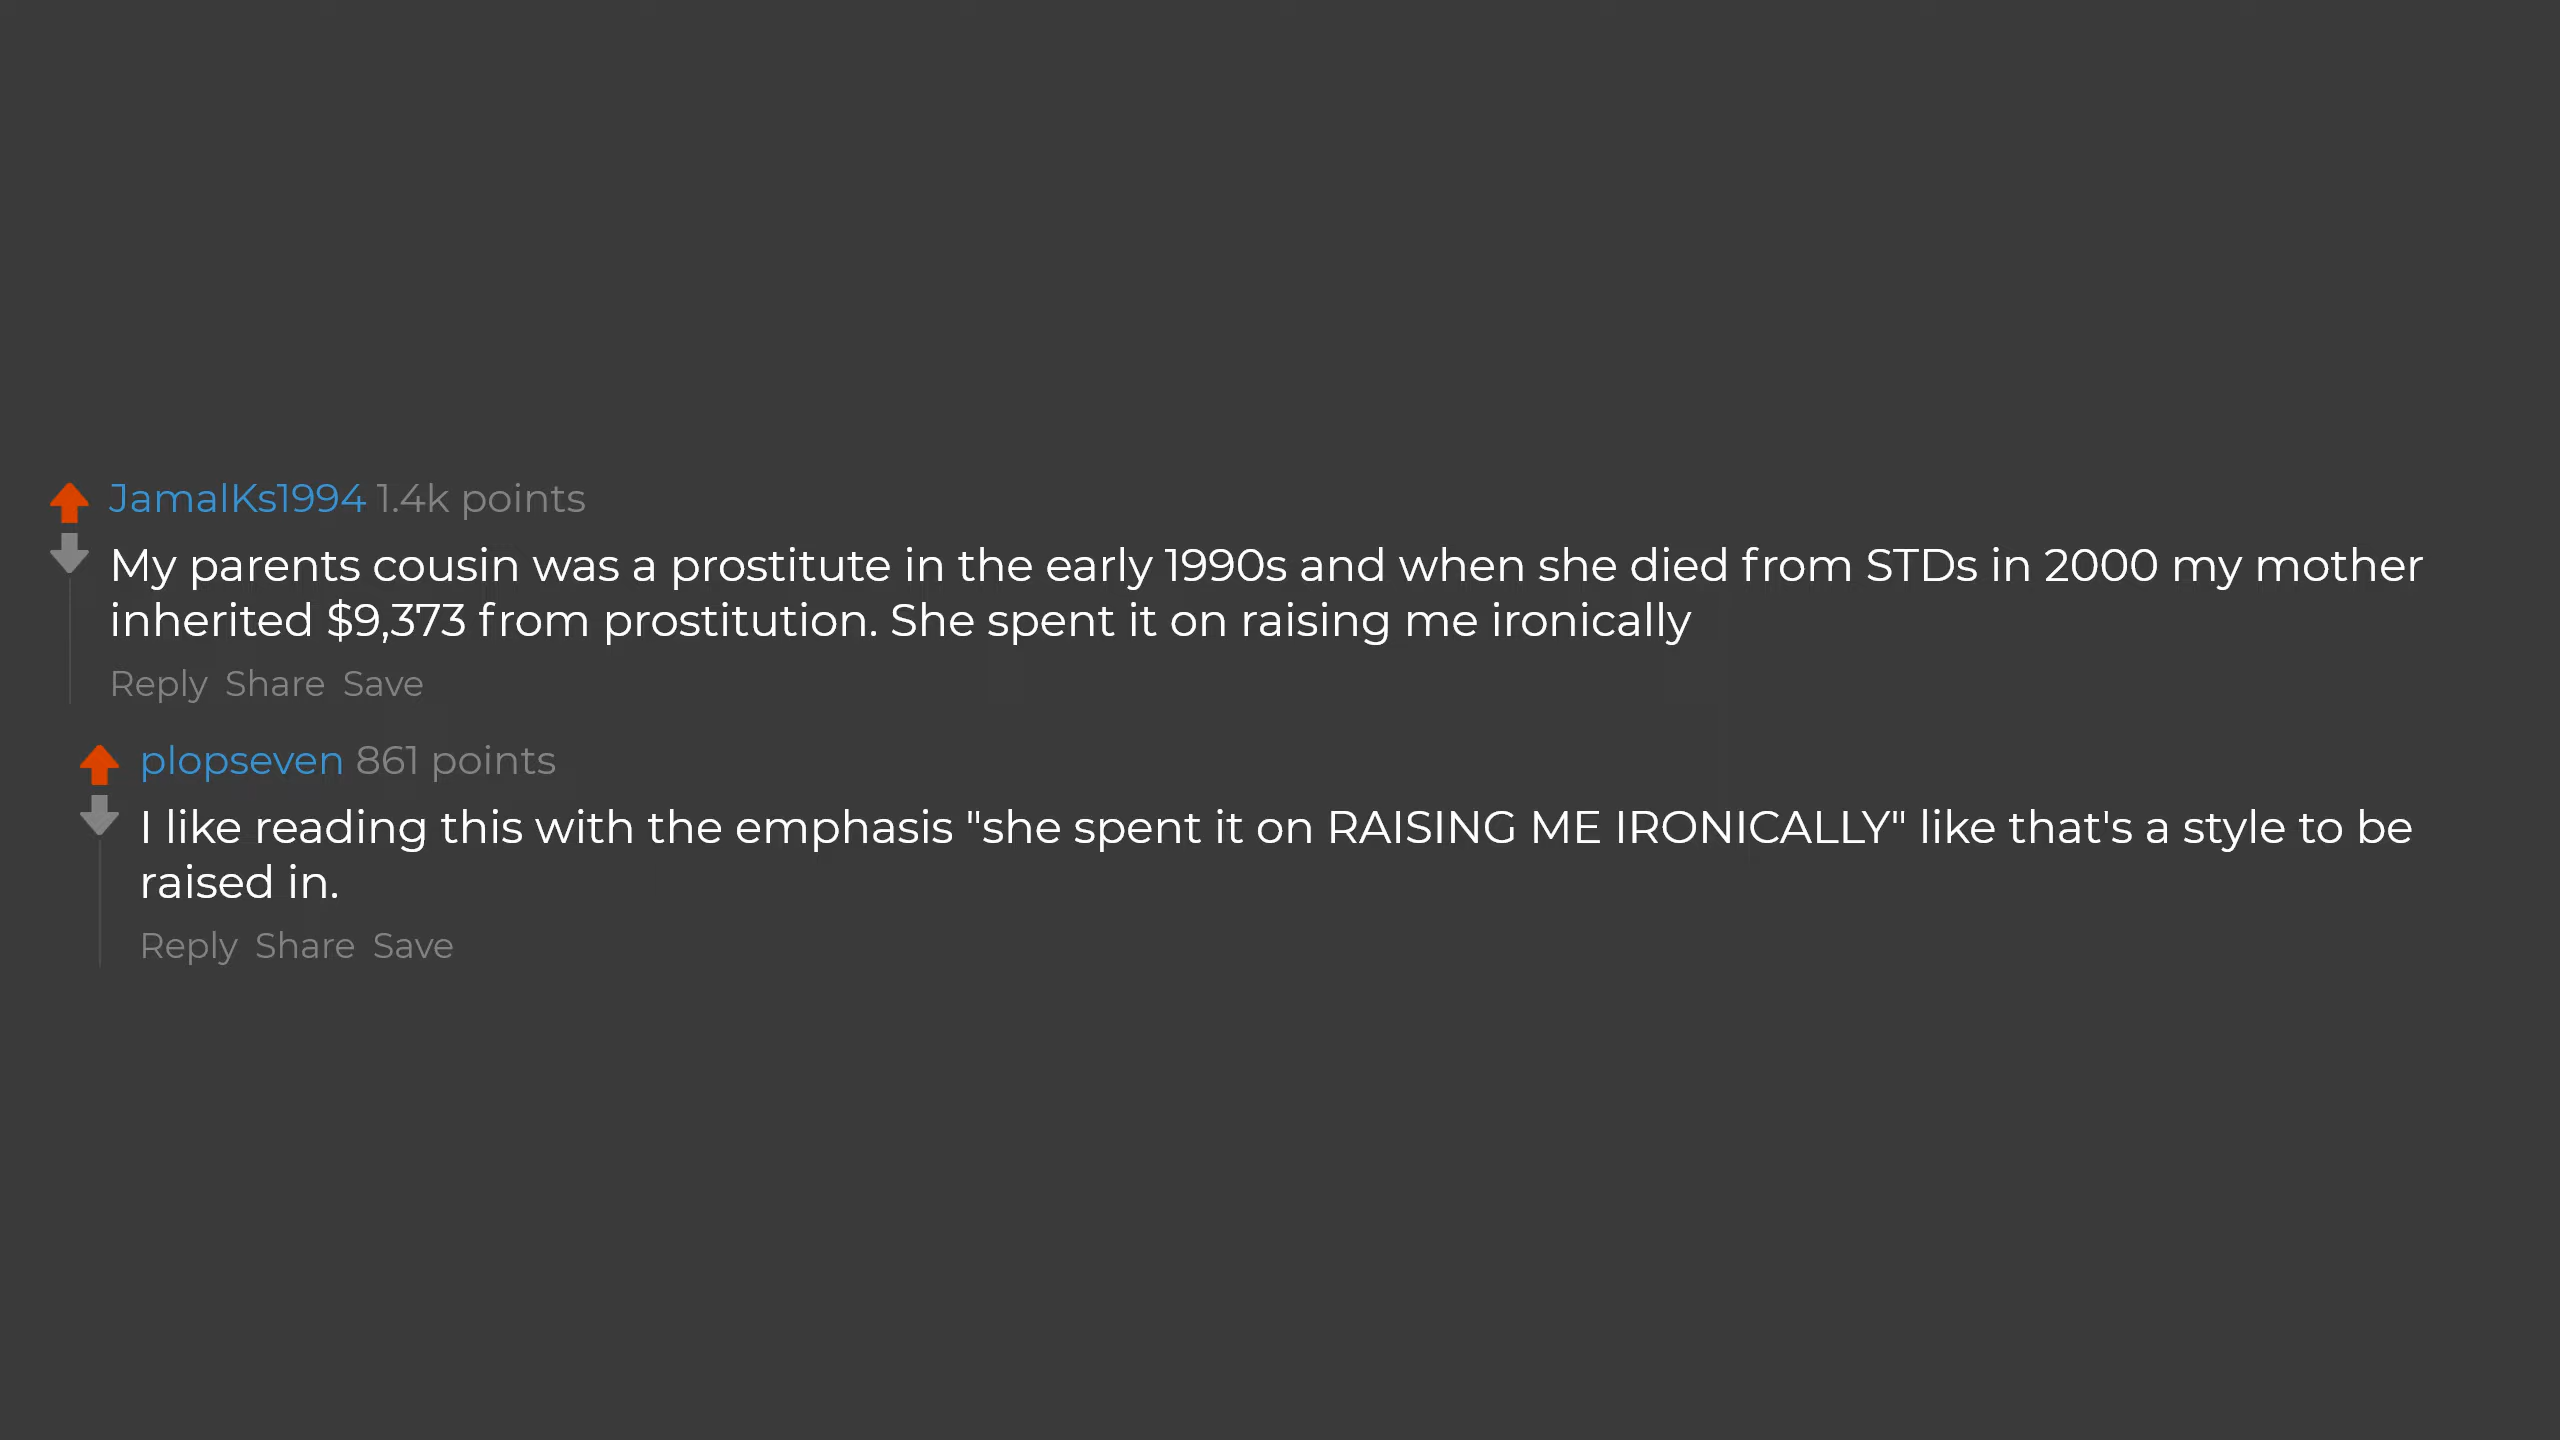 JamalKs1994 1.4k points
My parents cousin was a prostitute in the early 1990s and when she died from STDs in 2000 my mother
inherited $9,373 from prostitution. She spent it on raising me ironically
Reply Share Save
plopseven 861 points
I like reading this with the emphasis "she spent it on RAISING ME IRONICALLY" like that's a style to be
raised in.
Reply Share Save